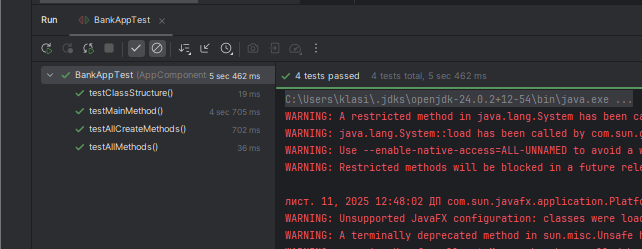 Run BankAppTest
BankAppTest (AppComponent 5 sec 462 ms
testClassStructure() 19 ms
testMainMethod() 4 sec 705 ms
testAllCreateMethods() 702 ms
testAllMethods() 36 ms
4 tests passed 4 tests total, 5 sec 462 ms
C:\Users\klasi\.jdks\openjdk-24.0.2+12-54\bin\java.exe ...
WARNING: A restricted method in java.lang.System has been ca
WARNING: java.lang.System::load has been called by com.sun.g
WARNING: Use --enable-native-access=ALL-UNNAMED to avoid a w
WARNING: Restricted methods will be blocked in a future rele
лист. 11, 2025 12:48:02 ДП com.sun.javafx.application.Platfo
WARNING: Unsupported JavaFX configuration: classes were load
WARNING: A terminally deprecated method in sun.misc.Unsafe h